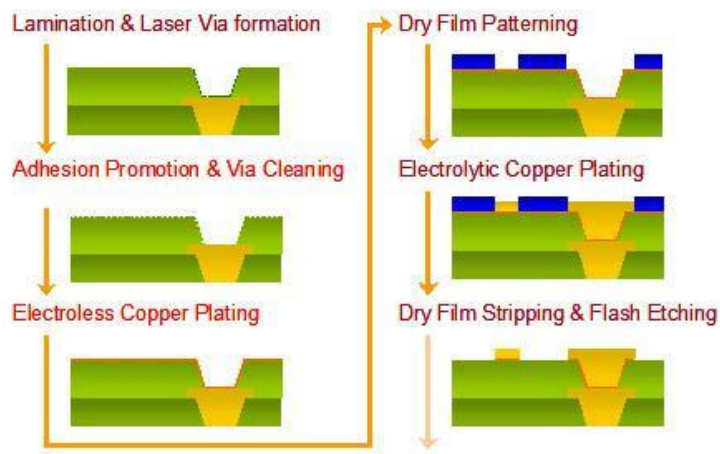 Lamination & Laser Via formation
Adhesion Promotion & Via Cleaning
Electroless Copper Plating
Dry Film Patterning
Electrolytic Copper Plating
Dry Film Stripping & Flash Etching